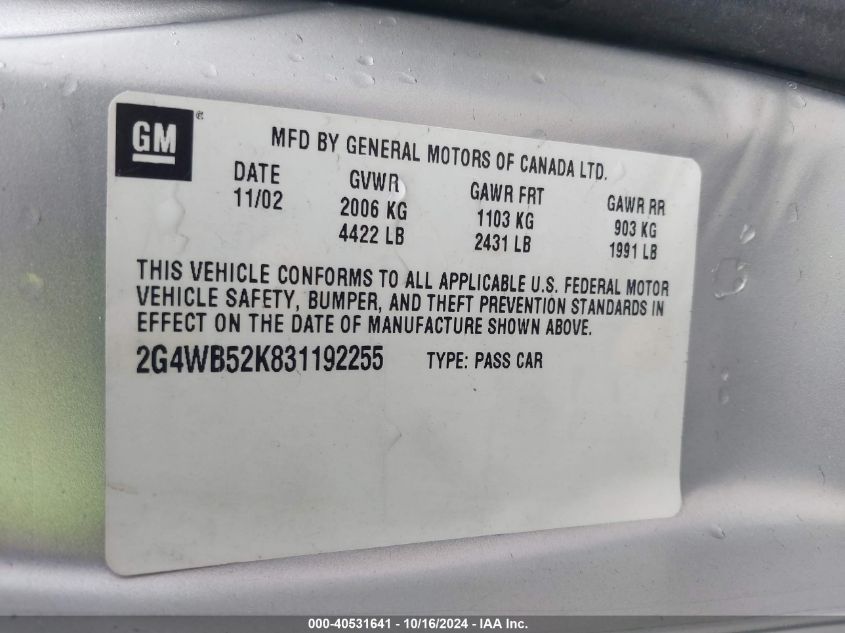 GM®
MFD BY GENERAL MOTORS OF CANADA LTD.
DATE GVWR GAWR FRT GAWR RR
11/02 2006 KG 1103 KG 903 KG
4422 LB 2431 LB 1991 LB
THIS VEHICLE CONFORMS TO ALL APPLICABLE U.S. FEDERAL MOTOR
VEHICLE SAFETY, BUMPER, AND THEFT PREVENTION STANDARDS IN
EFFECT ON THE DATE OF MANUFACTURE SHOWN ABOVE.
2G4WB52K831192255 TYPE: PASS CAR
000-40531641 - 10/16/2024 - IAA Inc.